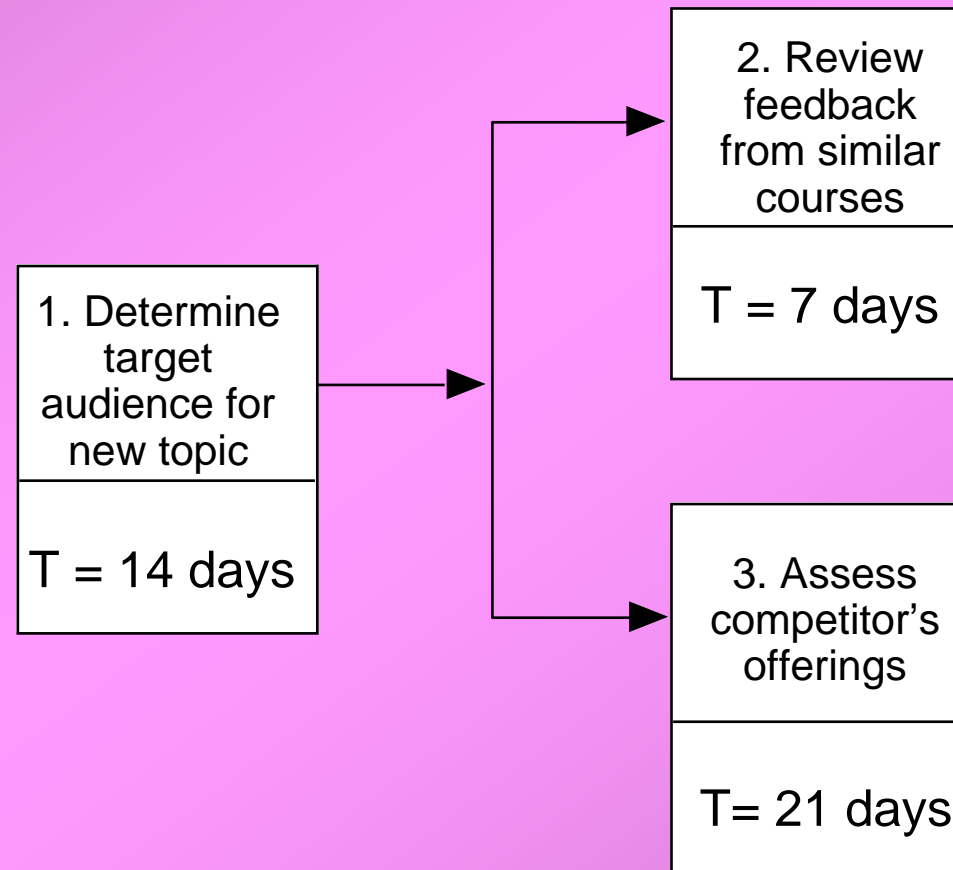 1. Determine
target
audience for
new topic
T = 14 days
2. Review
feedback
from similar
courses
T = 7 days
3. Assess
competitor’s
offerings
T= 21 days